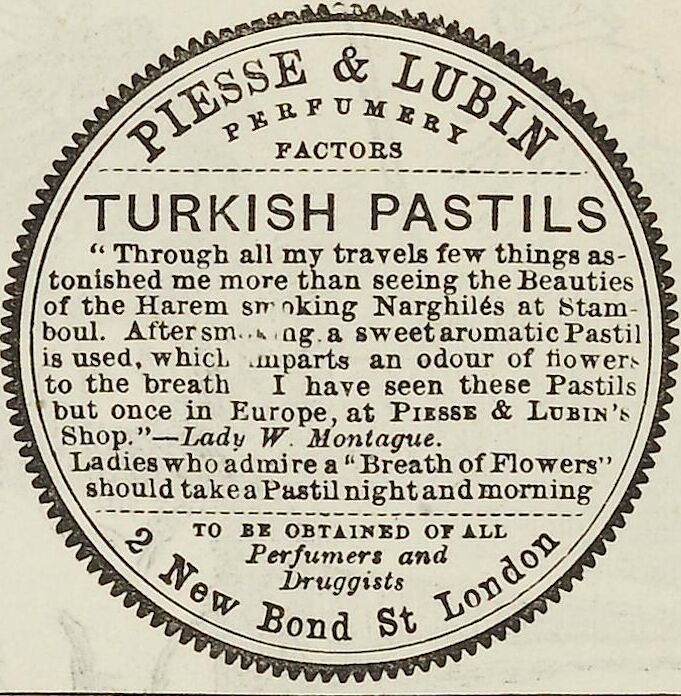 PIESSE & LUBIN
PERFUMERY
FACTORS
TURKISH PASTILS
“ Through all my travels few things as-
tonished me more than seeing the Beauties
of the Harem smoking Narghilés at Stam-
boul. After smoking, a sweet aromatic Pastil
is used, which imparts an odour of flowers
to the breath I have seen these Pastils
but once in Europe, at PIESSE & LUBIN'S
Shop.”—Lady W. Montague.
Ladies who admire a “Breath of Flowers”
should take a Pastil night and morning
TO BE OBTAINED OF ALL
Perfumers and
Druggists
2 New Bond St London